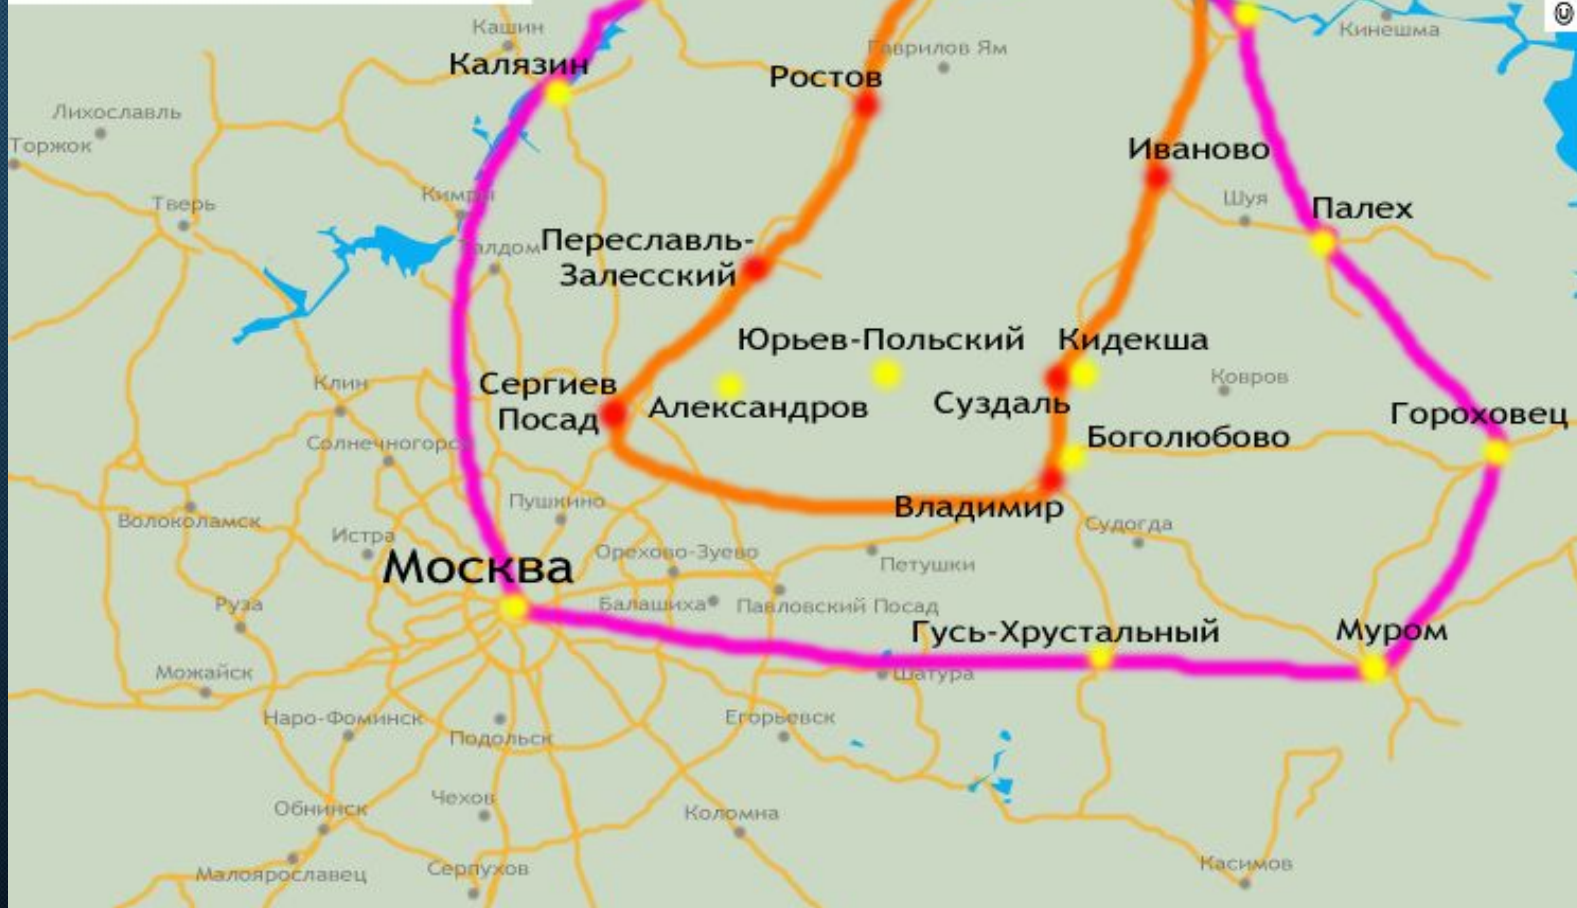 Кашин
Кинешма
Калязин
Гаврилов Ям
Ростов
Лихославль
Торжок
Иваново
Кимры
Шуя
Тверь
Палех
Талдом
Переславль-
Залесский
Юрьев-Польский
Кидекша
Клин
Сергиев
Посад
Александров
Суздаль
Ковров
Гороховец
Солнечногорск
Боголюбово
Пушкино
Владимир
Волоколамск
Истра
Судогда
Москва
Орехово-Зуево
Петушки
Руза
Балашиха
Павловский Посад
Гусь-Хрустальный
Муром
Можайск
Шатура
Наро-Фоминск
Подольск
Егорьевск
Обнинск
Чехов
Коломна
Малоярославец
Серпухов
Касимов